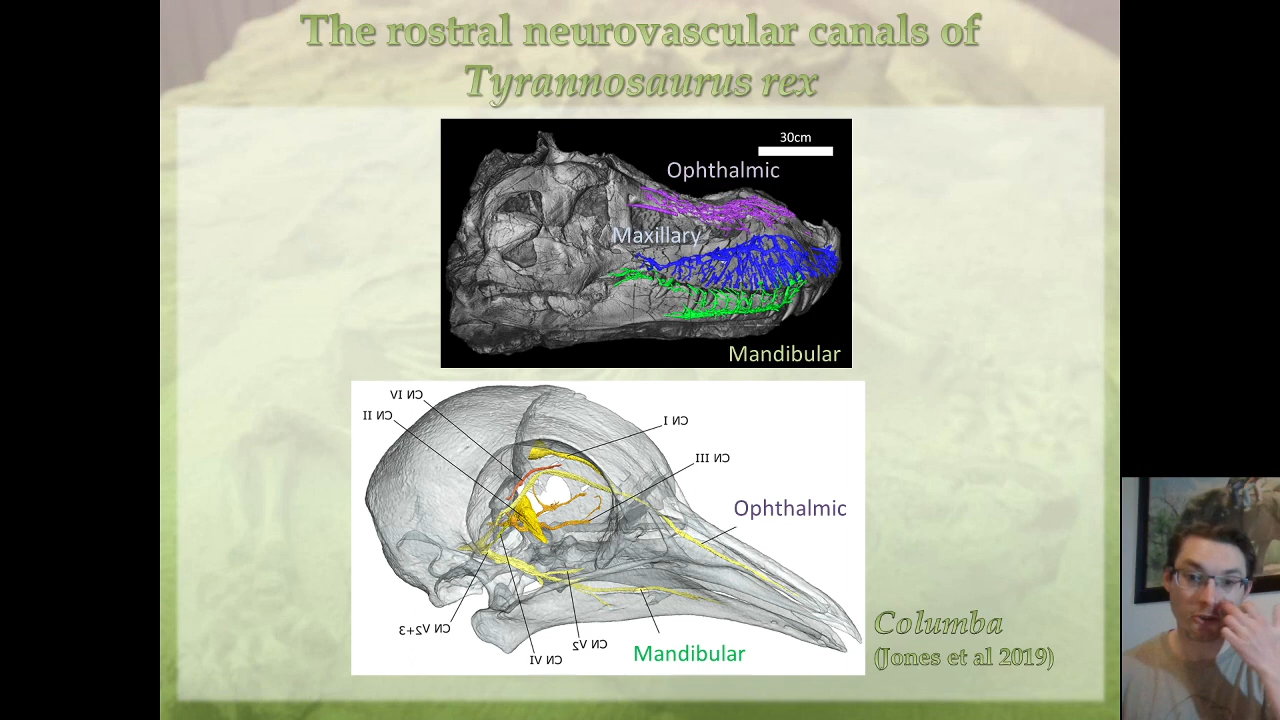 The rostral neurovascular canals of
Tyrannosaurus rex
30cm
Ophthalmic
Maxillary
Mandibular
CN IV
CN II
CN I
CN III
Ophthalmic
CN V2+3
CN VI
CN V2
Mandibular
Columba
(Jones et al 2019)